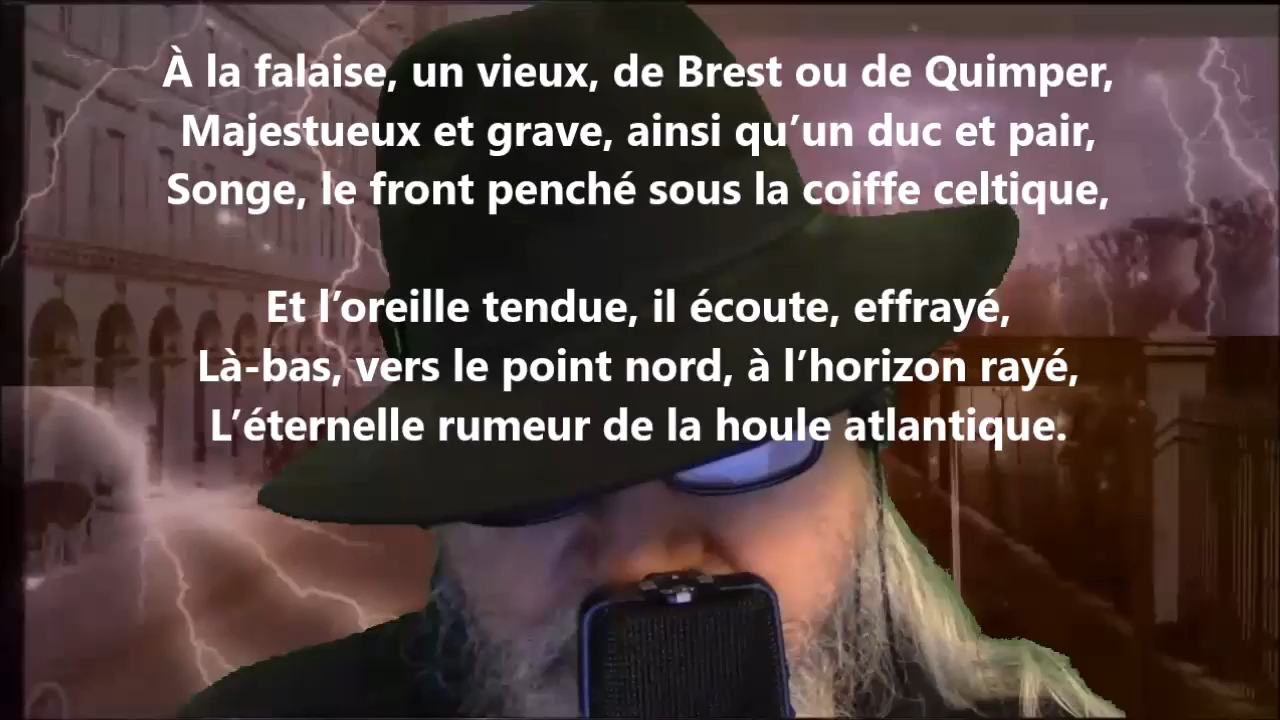 À la falaise, un vieux, de Brest ou de Quimper,
Majestueux et grave, ainsi qu’un duc et pair,
Songe, le front penché sous la coiffe celtique,
Et l’oreille tendue, il écoute, effrayé,
Là-bas, vers le point nord, à l’horizon rayé,
L’éternelle rumeur de la houle atlantique.